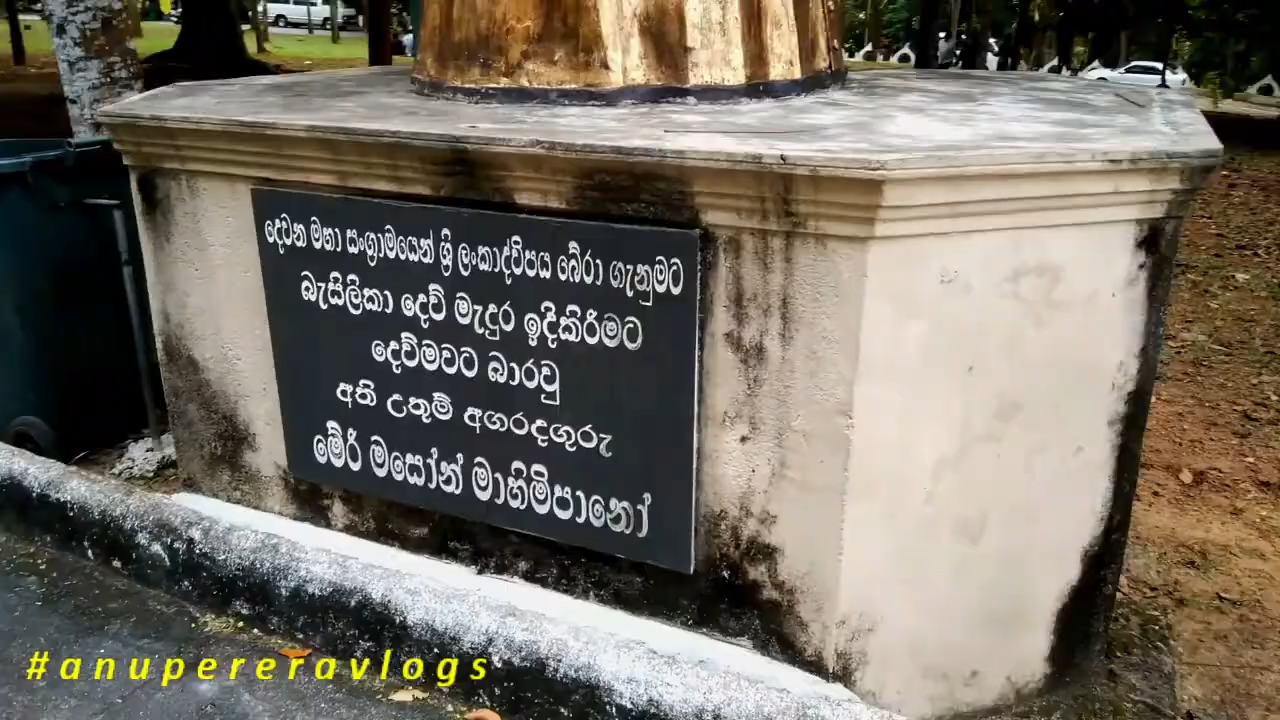 දෙවන මහා සංග්‍රාමයෙන් ශ්‍රී ලංකාද්වීපය බේරා ගැනුමට
බැසිලිකා දෙව් මැදුර ඉදිකිරීමට
දෙව්මවට බාරවූ
අති උතුම් අගරදගුරු
මේරි මසෝන් මාහිමිපානෝ
#anupereravlogs